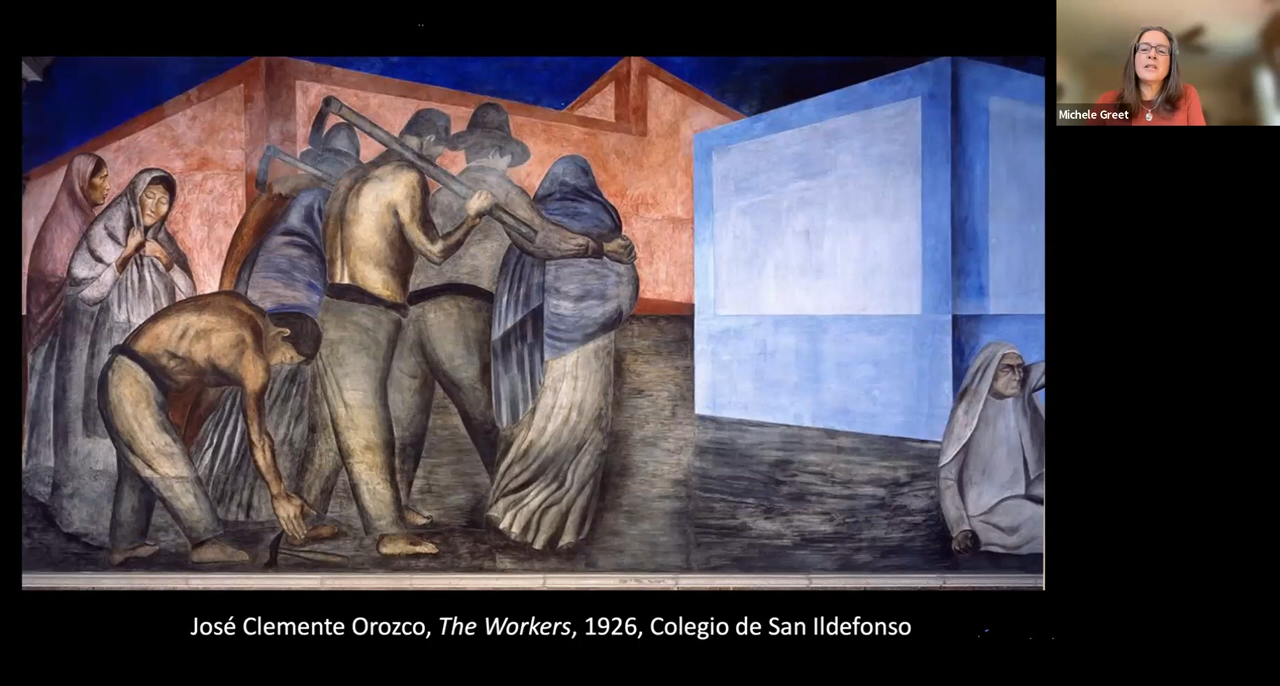 Michele Greet
José Clemente Orozco, The Workers, 1926, Colegio de San Ildefonso